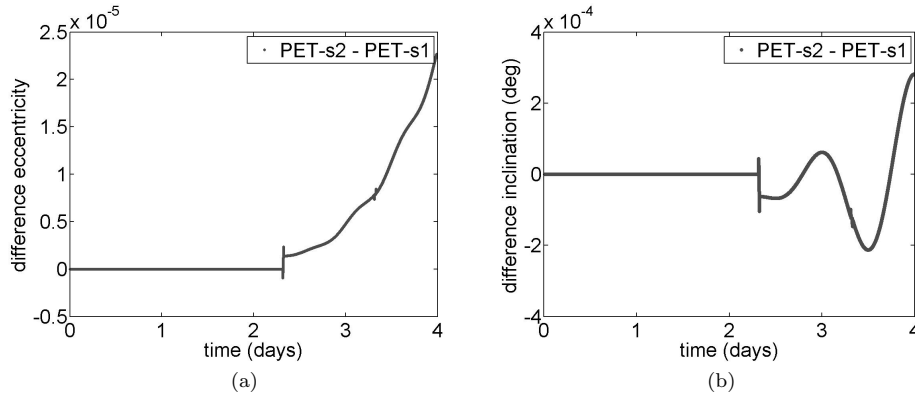 x 10^-5
2.5
2
1.5
1
0.5
0
-0.5
difference eccentricity
PET-s2 - PET-s1
0 1 2 3 4
time (days)
(a)
x 10^-4
4
2
0
-2
-4
difference inclination (deg)
PET-s2 - PET-s1
0 1 2 3 4
time (days)
(b)